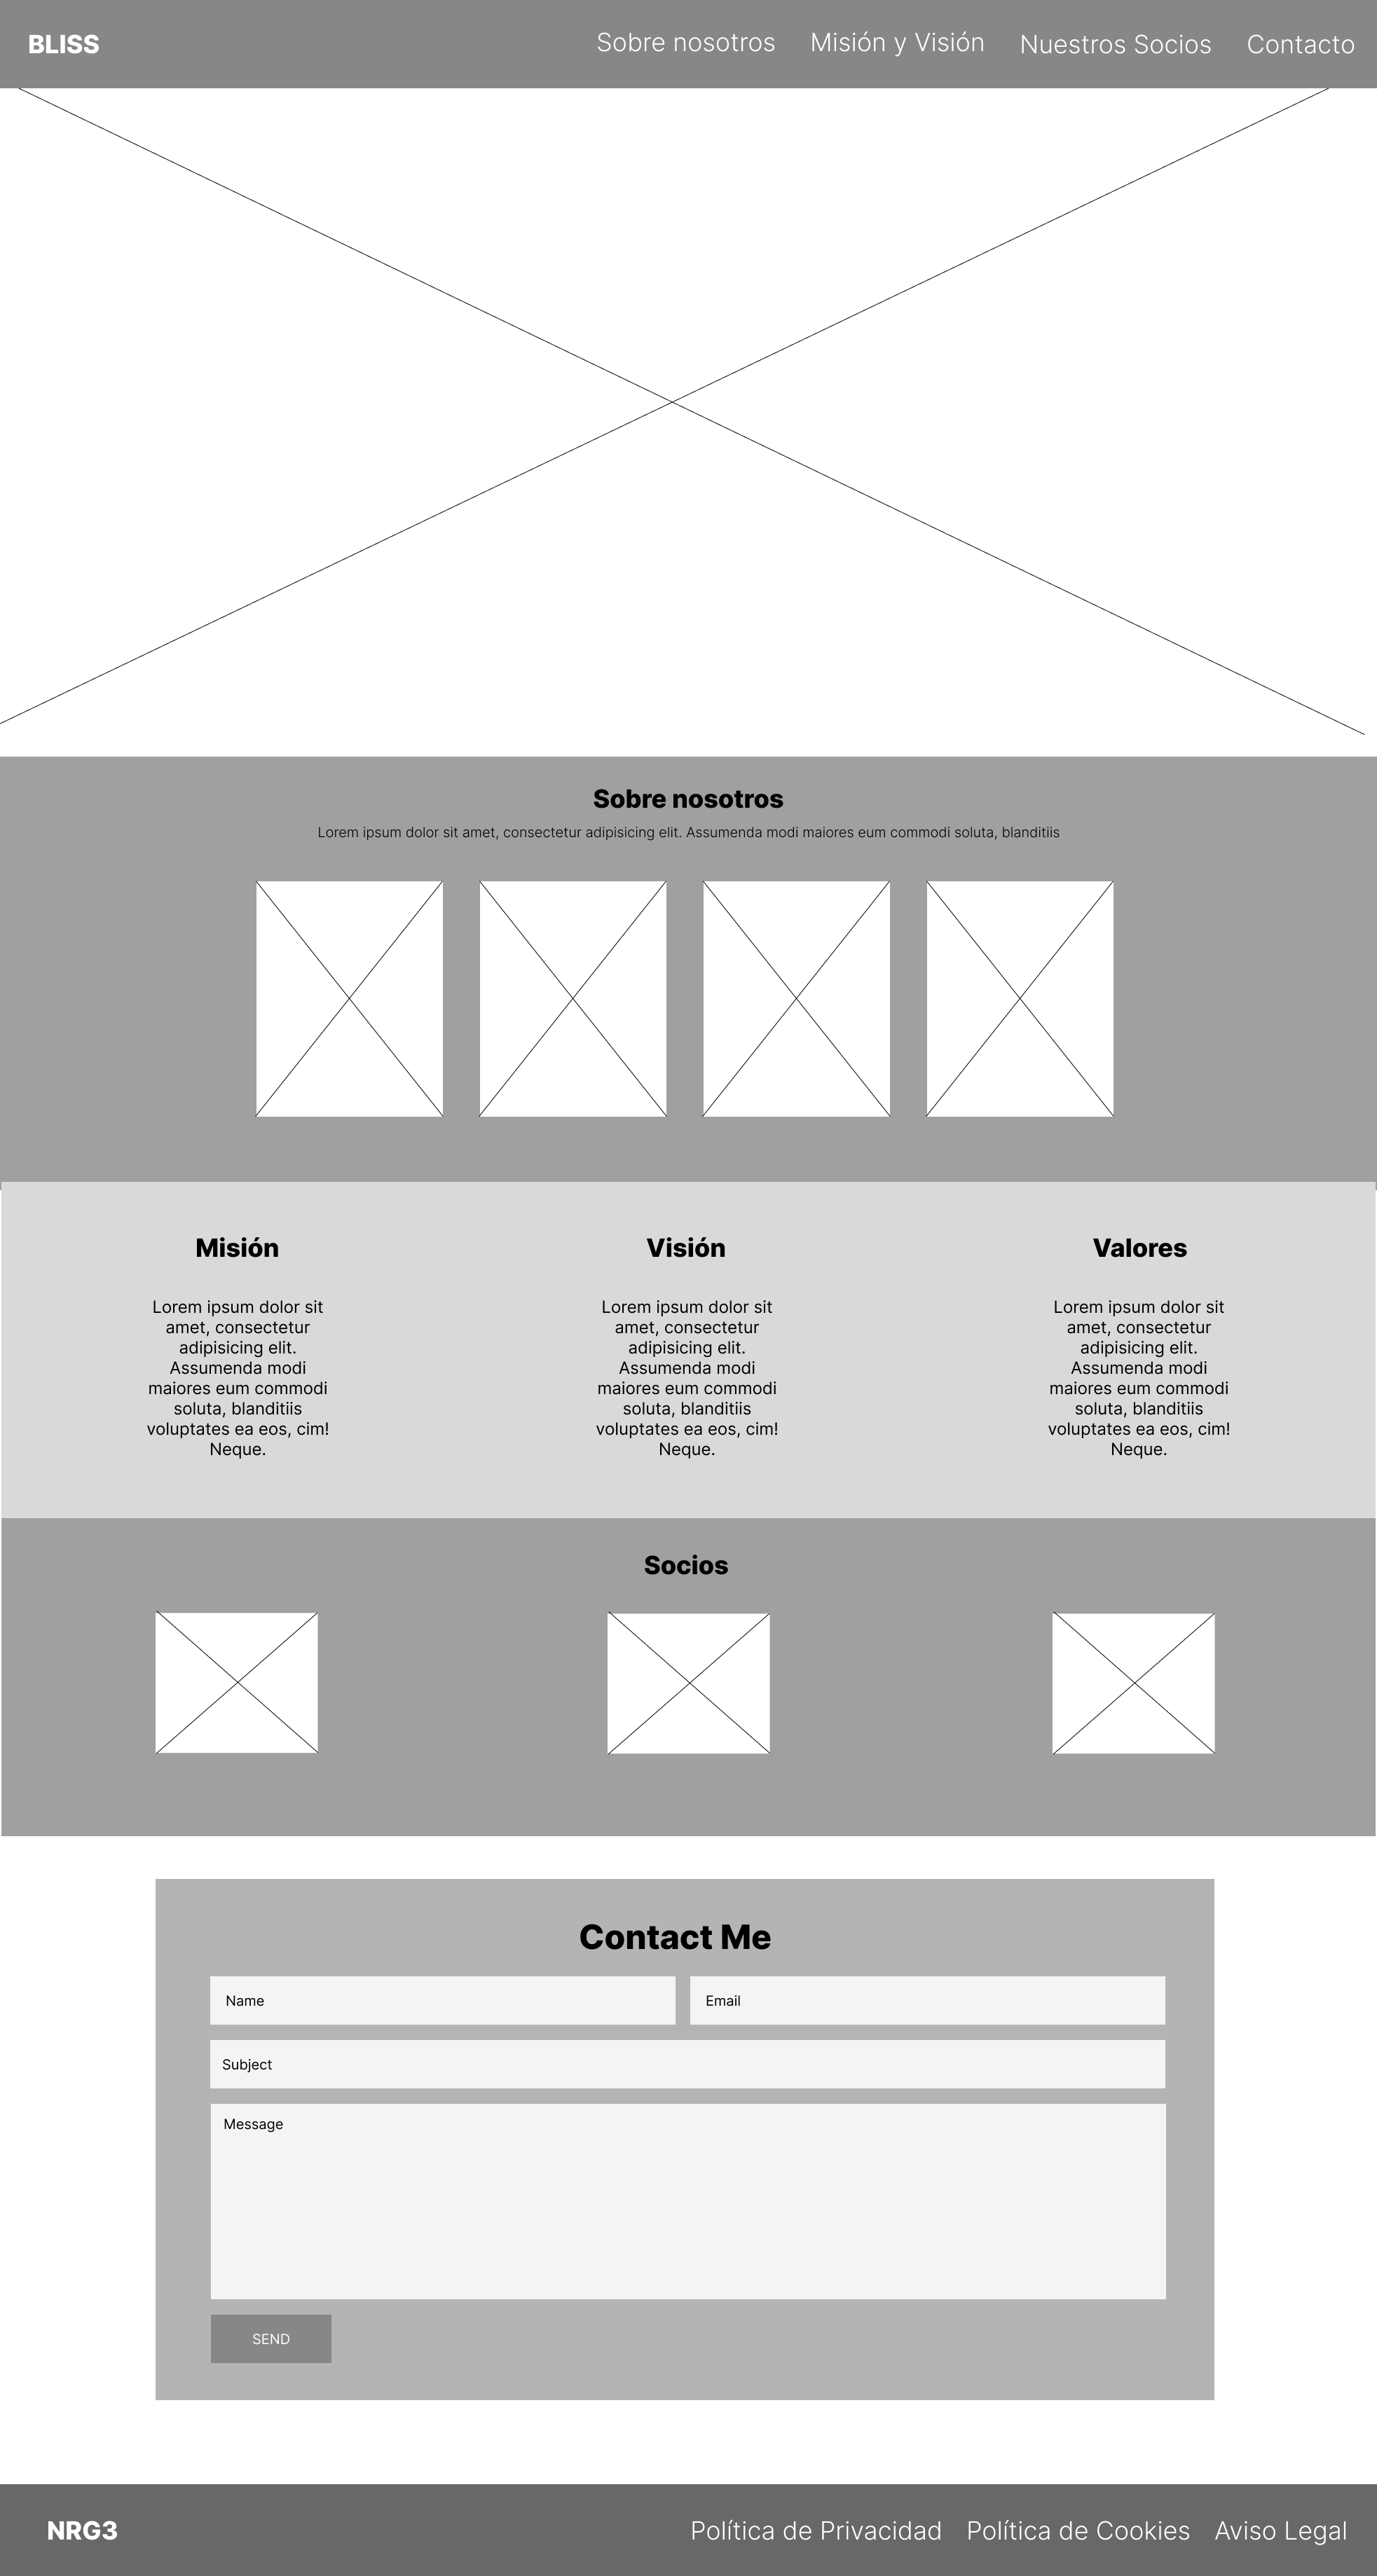 BLISS
Sobre nosotros
Misión y Visión
Nuestros Socios
Contacto
Sobre nosotros
Lorem ipsum dolor sit amet, consectetur adipisicing elit. Assumenda modi maiores eum commodi soluta, blanditiis
Misión
Lorem ipsum dolor sit
amet, consectetur
adipisicing elit.
Assumenda modi
maiores eum commodi
soluta, blanditiis
voluptates ea eos, cim!
Neque.
Visión
Lorem ipsum dolor sit
amet, consectetur
adipisicing elit.
Assumenda modi
maiores eum commodi
soluta, blanditiis
voluptates ea eos, cim!
Neque.
Valores
Lorem ipsum dolor sit
amet, consectetur
adipisicing elit.
Assumenda modi
maiores eum commodi
soluta, blanditiis
voluptates ea eos, cim!
Neque.
Socios
Contact Me
Name
Email
Subject
Message
SEND
NRG3
Política de Privacidad
Política de Cookies
Aviso Legal